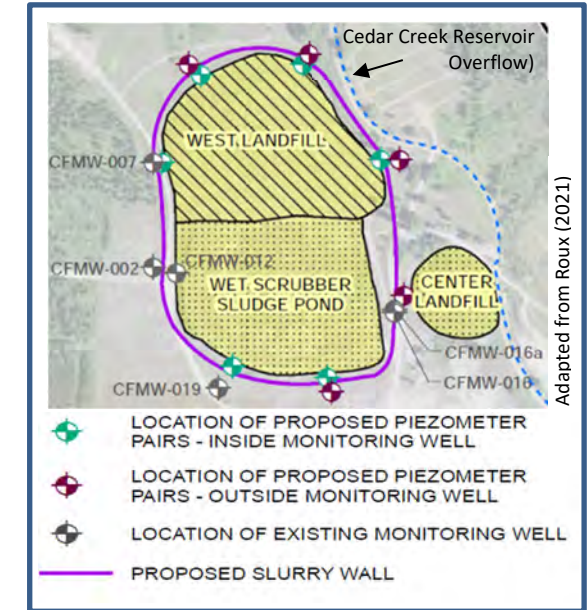 Cedar Creek Reservoir
Overflow)
WEST LANDFILL
CFMW-007
CFMW-002
CFMW-012
WET SCRUBBER
SLUDGE POND
CENTER
LANDFILL
CFMW-016a
CFMW-016
CFMW-019
Adapted from Roux (2021)
LOCATION OF PROPOSED PIEZOMETER
PAIRS - INSIDE MONITORING WELL
LOCATION OF PROPOSED PIEZOMETER
PAIRS - OUTSIDE MONITORING WELL
LOCATION OF EXISTING MONITORING WELL
PROPOSED SLURRY WALL